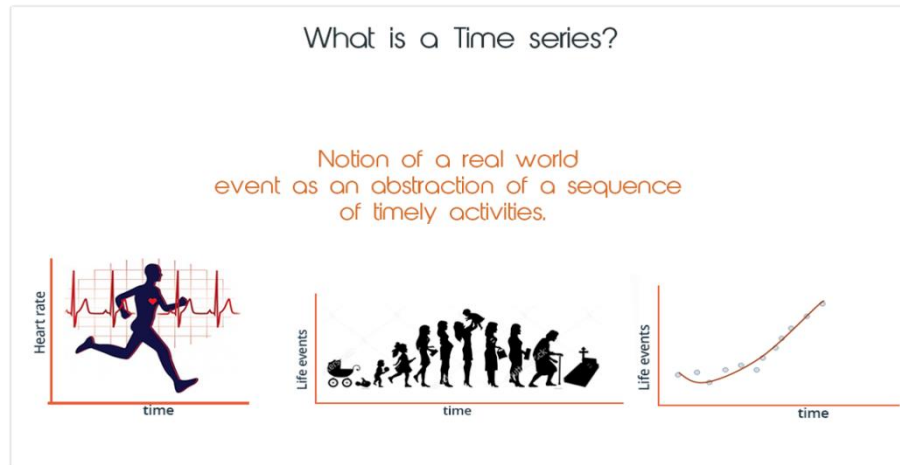 What is a Time series?
Notion of a real world
event as an abstraction of a sequence
of timely activities.
Heart rate
time
Life events
time
Life events
time